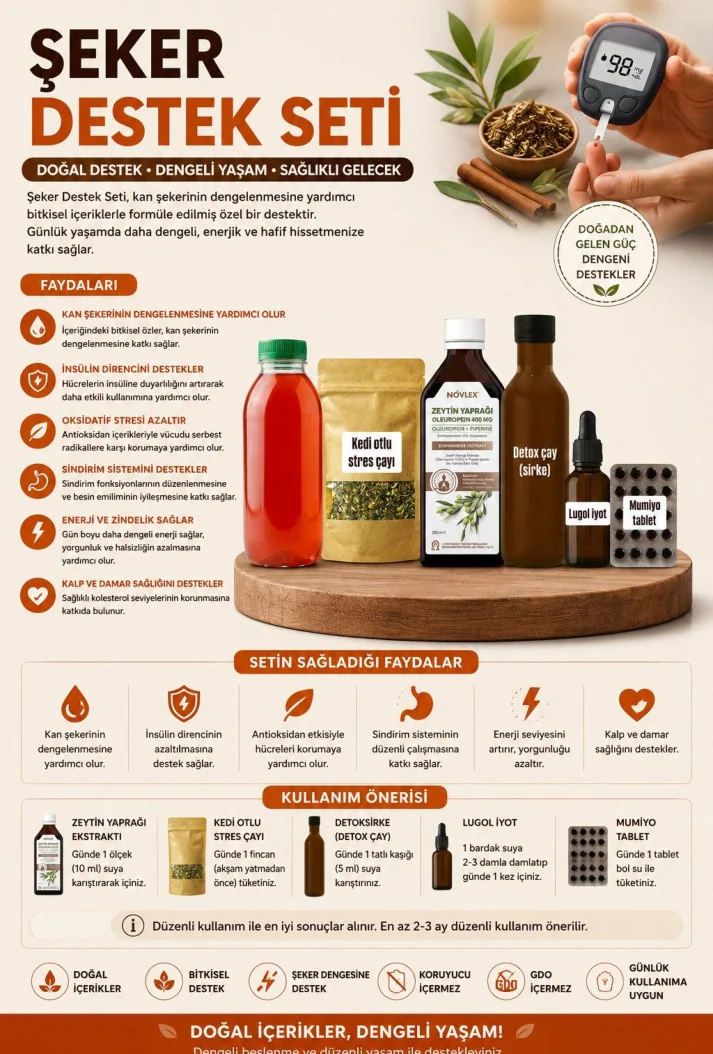 ŞEKER
DESTEK SETİ
DOĞAL DESTEK • DENGELİ YAŞAM • SAĞLIKLI GELECEK
Şeker Destek Seti, kan şekerinin dengelenmesine yardımcı
bitkisel içeriklerle formüle edilmiş özel bir destektir.
Günlük yaşamda daha dengeli, enerjik ve hafif hissetmenize
katkı sağlar.
98 mg
DOĞADAN
GELEN GÜÇ
DENGENİ
DESTEKLER
FAYDALARI
KAN ŞEKERİNİN DENGELENMESİNE YARDIMCI OLUR
İçeriğindeki bitkisel özler, kan şekerinin
dengelenmesine katkı sağlar.
İNSÜLİN DİRENCİNİ DESTEKLER
Hücrelerin insüline duyarlılığını artırarak
daha etkili kullanımına yardımcı olur.
OKSİDATİF STRESİ AZALTIR
Antioksidan içerikleriyle vücudu serbest
radikallere karşı korumaya yardımcı olur.
SİNDİRİM SİSTEMİNİ DESTEKLER
Sindirim fonksiyonlarının düzenlenmesine
ve besin emiliminin iyileşmesine katkı sağlar.
ENERJİ VE ZİNDELİK SAĞLAR
Gün boyu daha dengeli enerji sağlar,
yorgunluk ve halsizliğin azalmasına
yardımcı olur.
KALP VE DAMAR SAĞLIĞINI DESTEKLER
Sağlıklı kolesterol seviyelerinin korunmasına
katkıda bulunur.
Kedi otlu
stres çayı
NOVLEX
ZEYTİN YAPRAĞI
OLEUROPEIN 400 MG
OLEUROPEIN + PIPERINE
Detox çay
(sirke)
Lugol iyot
Mumiyo
tablet
SETİN SAĞLADIĞI FAYDALAR
Kan şekerinin
dengelenmesine
yardımcı olur.
İnsülin direncinin
azaltılmasına
destek sağlar.
Antioksidan etkisiyle
hücreleri korumaya
yardımcı olur.
Sindirim sisteminin
düzenli çalışmasına
katkı sağlar.
Enerji seviyesini
artırır, yorgunluğu
azaltır.
Kalp ve damar
sağlığını destekler.
KULLANIM ÖNERİSİ
ZEYTİN YAPRAĞI
EKSTRAKTI
Günde 1 ölçek
(10 ml) suya
karıştırarak içiniz.
KEDİ OTLU
STRES ÇAYI
Günde 1 fincan
(akşam yatmadan
önce) tüketiniz.
DETOKSİRKE
(DETOX ÇAY)
Günde 1 tatlı kaşığı
(5 ml) suya
karıştırınız.
LUGOL İYOT
1 bardak suya
2-3 damla damlatıp
günde 1 kez içiniz.
MUMİYO
TABLET
Günde 1 tablet
bol su ile
tüketiniz.
Düzenli kullanım ile en iyi sonuçlar alınır. En az 2-3 ay düzenli kullanım önerilir.
DOĞAL
İÇERİKLER
BİTKİSEL
DESTEK
ŞEKER DENGESİNE
DESTEK
KORUYUCU
İÇERMEZ
GDO
GDO
İÇERMEZ
GÜNLÜK
KULLANIMA
UYGUN
DOĞAL İÇERİKLER, DENGELİ YAŞAM!
Dengeli beslenme ve düzenli yaşam ile destekleyiniz.